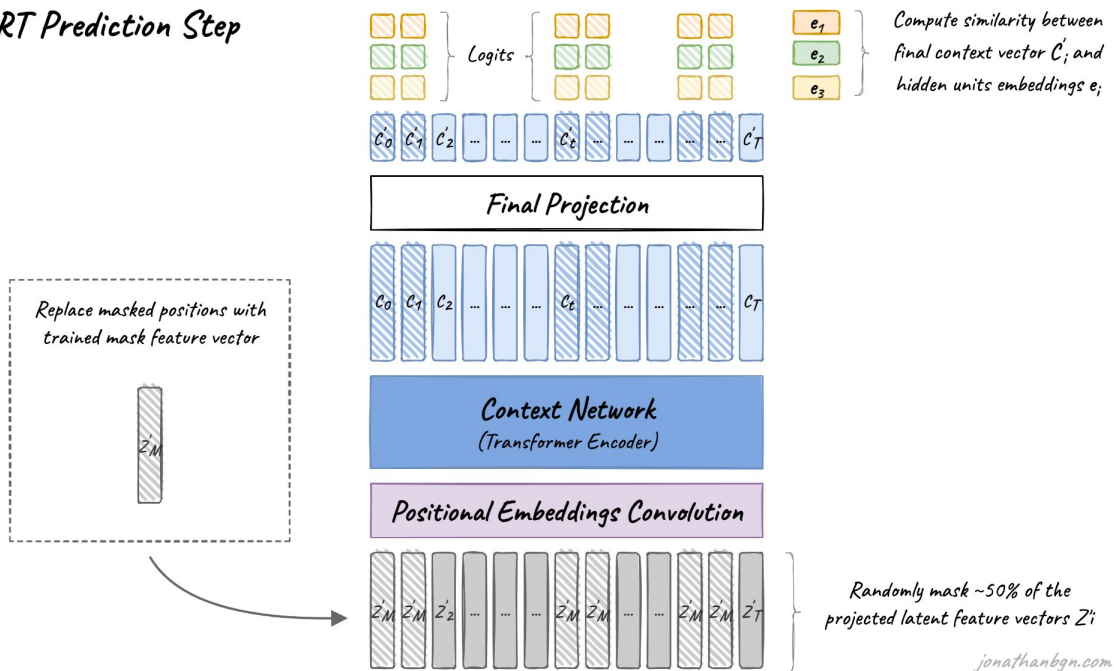 RT Prediction Step
Logits
e1
e2
e3
Compute similarity between
final context vector C'i and
hidden units embeddings ei
C'0 C'1 C'2 ... ... ... C't ... ... ... ... ... C'T
Final Projection
C0 C1 C2 ... ... ... Ct ... ... ... ... ... CT
Replace masked positions with
trained mask feature vector
Z'M
Context Network
(Transformer Encoder)
Positional Embeddings Convolution
Z'M Z'M Z'2 ... ... ... Z'M Z'M ... ... Z'M Z'M Z'T
Randomly mask ~50% of the
projected latent feature vectors Z'i
jonathanbgn.com